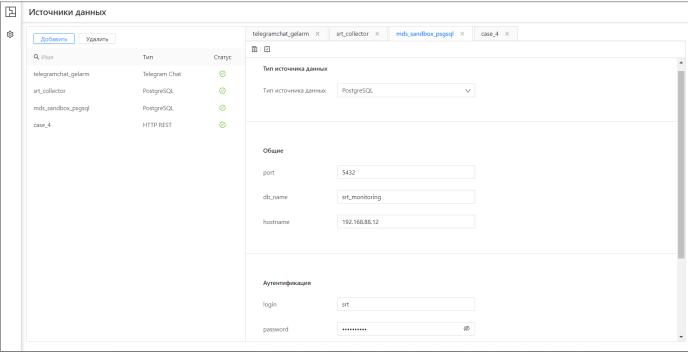 Источники данных
Добавить Удалить
Имя Тип Статус
telegramchat_gelarm Telegram Chat
srt_collector PostgreSQL
mds_sandbox_psgsql PostgreSQL
case_4 HTTP REST
telegramchat_gelarm × srt_collector × mds_sandbox_psgsql × case_4 ×
Тип источника данных
Тип источника данных PostgreSQL
Общие
port 5432
db_name srt_monitoring
hostname 192.168.88.12
Аутентификация
login srt
password ••••••••••